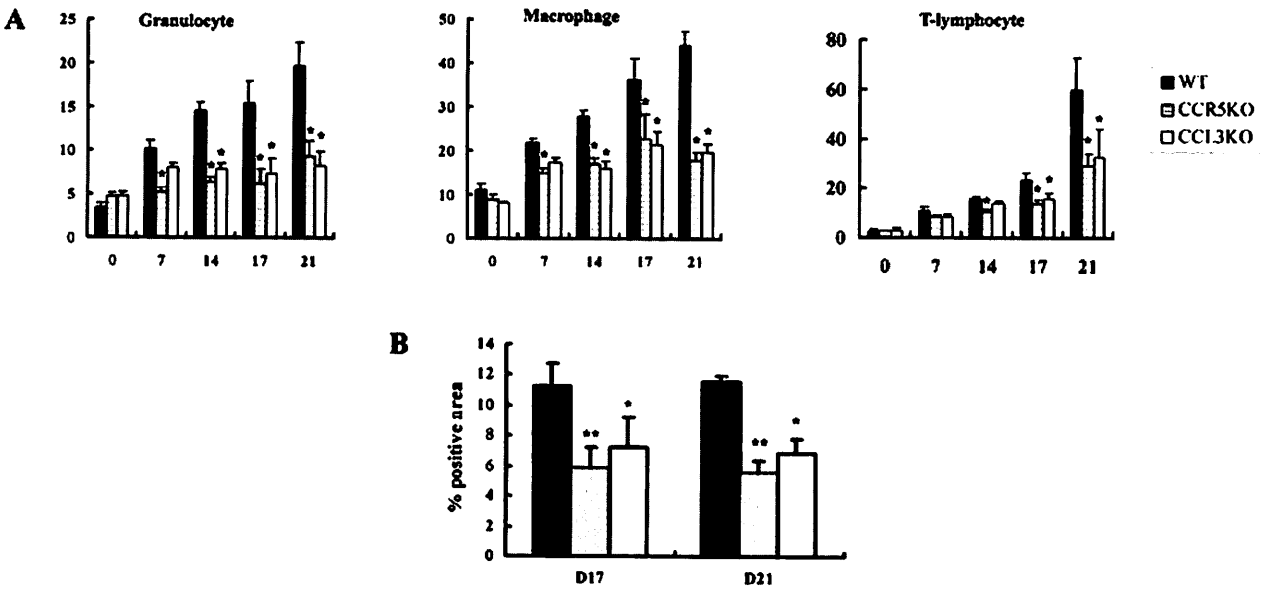 A
Granulocyte
25
20
15
10
5
0
0 7 14 17 21
Macrophage
50
40
30
20
10
0
0 7 14 17 21
T-lymphocyte
80
60
40
20
0
0 7 14 17 21
WT
CCR5KO
CCL3KO
* * * * * * *
* * * * * * *
* * * * *
B
% positive area
14
12
10
8
6
4
2
0
** *
** *
D17 D21